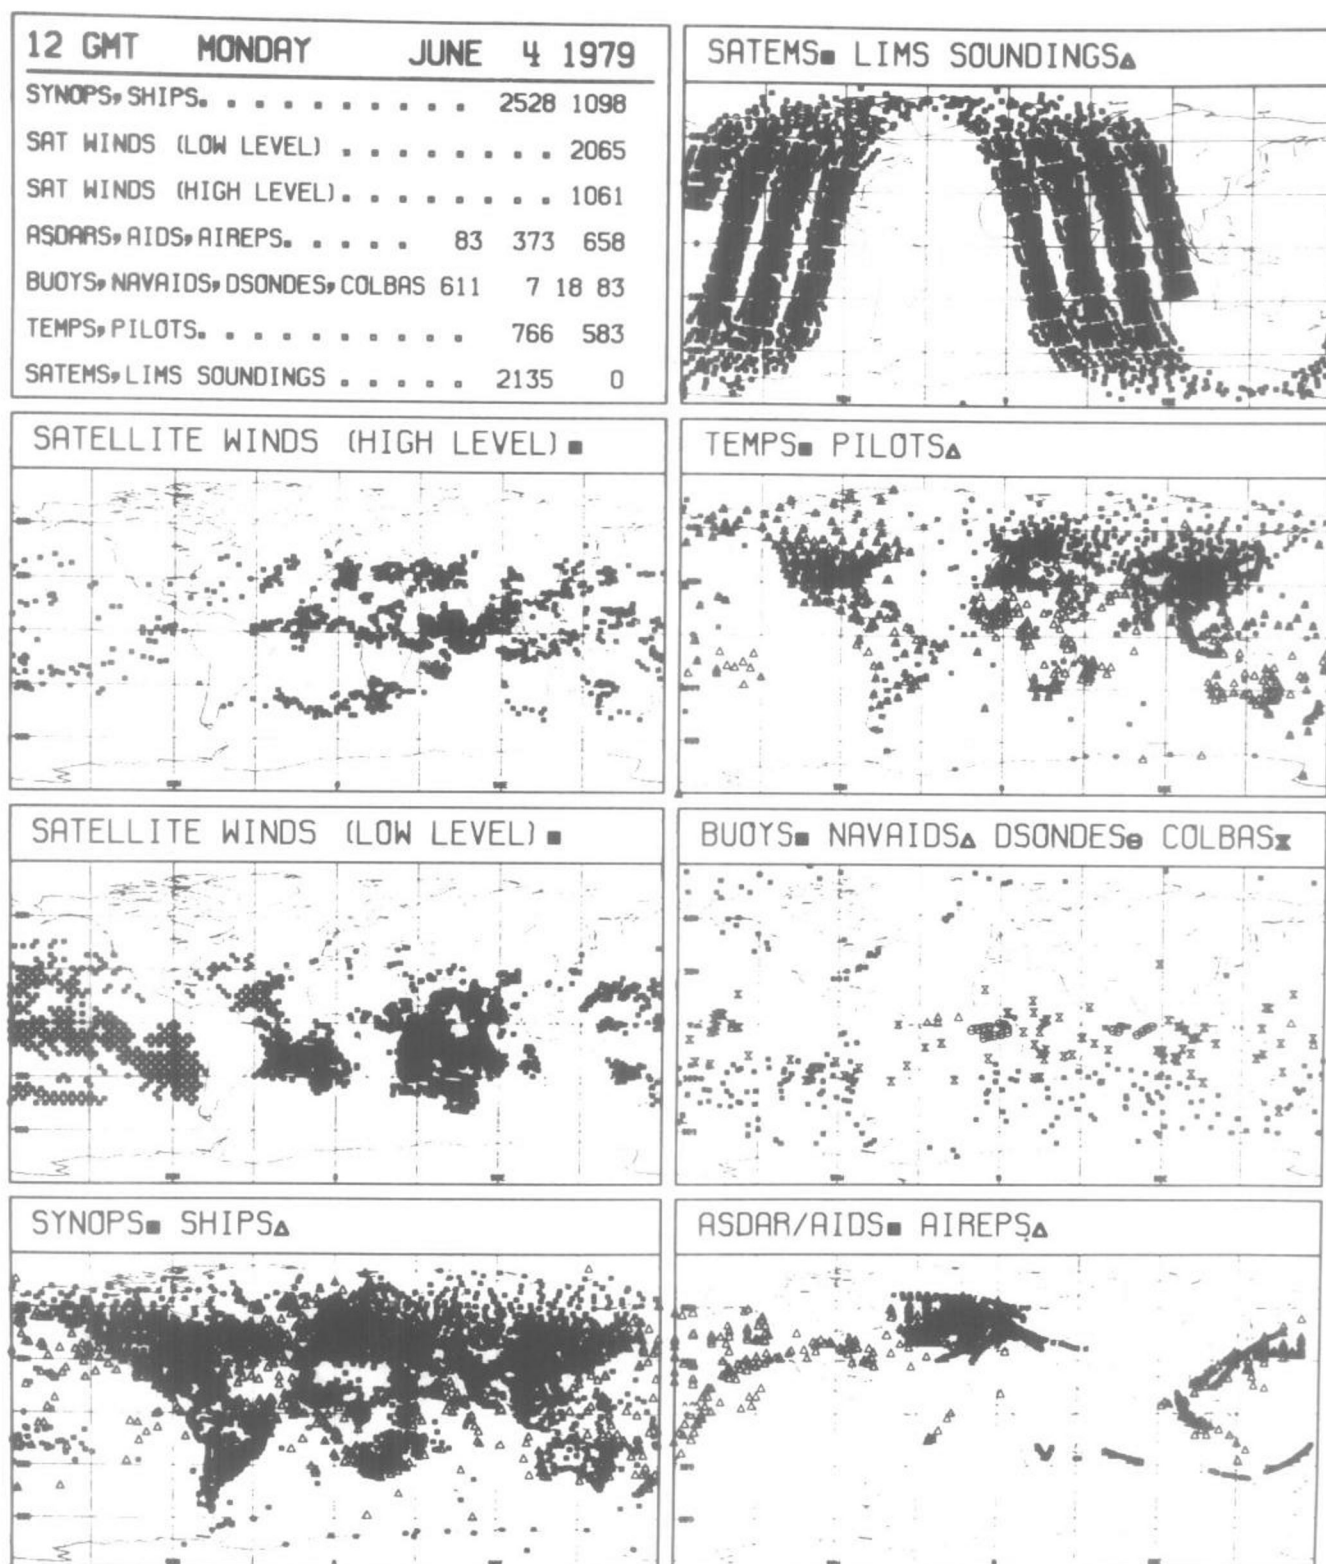 12 GMT MONDAY JUNE 4 1979
SYNOPS, SHIPS. . . . . . . . . . . 2528 1098
SAT WINDS (LOW LEVEL) . . . . . . . . 2065
SAT WINDS (HIGH LEVEL). . . . . . . . 1061
ASDARS, AIDS, AIREPS. . . . . . 83 373 658
BUOYS, NAVAIDS, DSONDES, COLBAS 611 7 18 83
TEMPS, PILOTS. . . . . . . . . . 766 583
SATEMS, LIMS SOUNDINGS . . . . . 2135 0
SATEMS■ LIMS SOUNDINGS△
SATELLITE WINDS (HIGH LEVEL) ■
TEMPS■ PILOTS△
SATELLITE WINDS (LOW LEVEL) ■
BUOYS■ NAVAIDS△ DSONDES⊖ COLBAS⧖
SYNOPS■ SHIPS△
ASDAR/AIDS■ AIREPS△